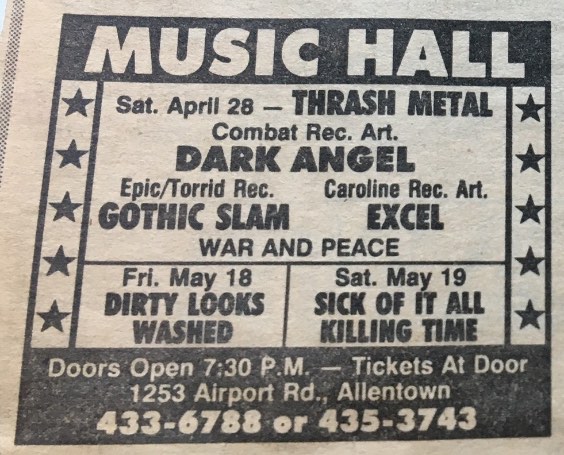 MUSIC HALL
Sat. April 28 — THRASH METAL
Combat Rec. Art.
DARK ANGEL
Epic/Torrid Rec. Caroline Rec. Art.
GOTHIC SLAM EXCEL
WAR AND PEACE
Fri. May 18
DIRTY LOOKS
WASHED
Sat. May 19
SICK OF IT ALL
KILLING TIME
Doors Open 7:30 P.M. — Tickets At Door
1253 Airport Rd., Allentown
433-6788 or 435-3743